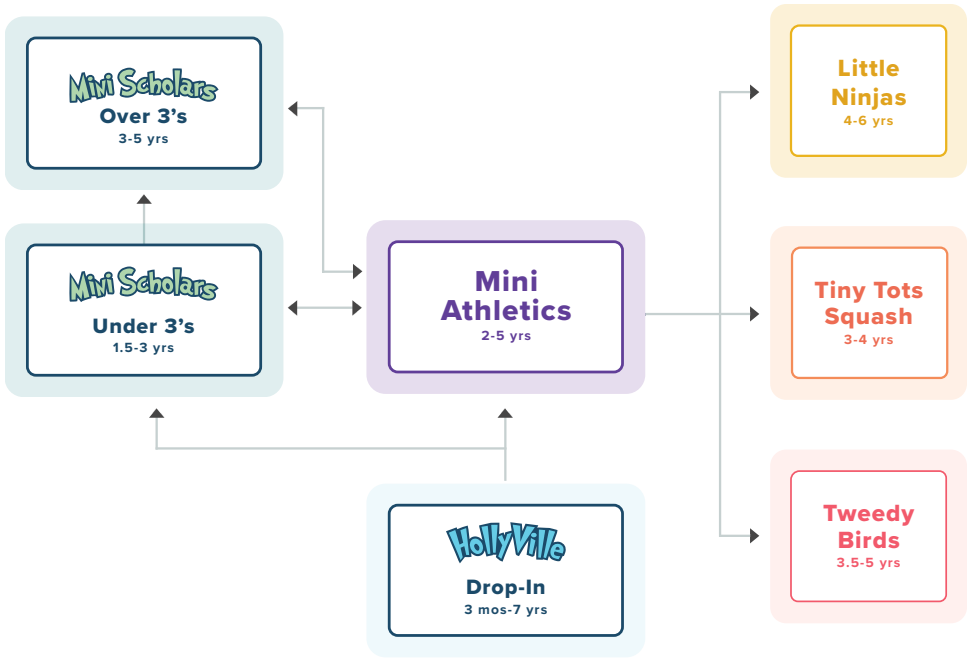 Mini Scholars
Over 3’s
3-5 yrs
Mini Scholars
Under 3’s
1.5-3 yrs
Mini
Athletics
2-5 yrs
HollyVille
Drop-In
3 mos-7 yrs
Little
Ninjas
4-6 yrs
Tiny Tots
Squash
3-4 yrs
Tweedy
Birds
3.5-5 yrs